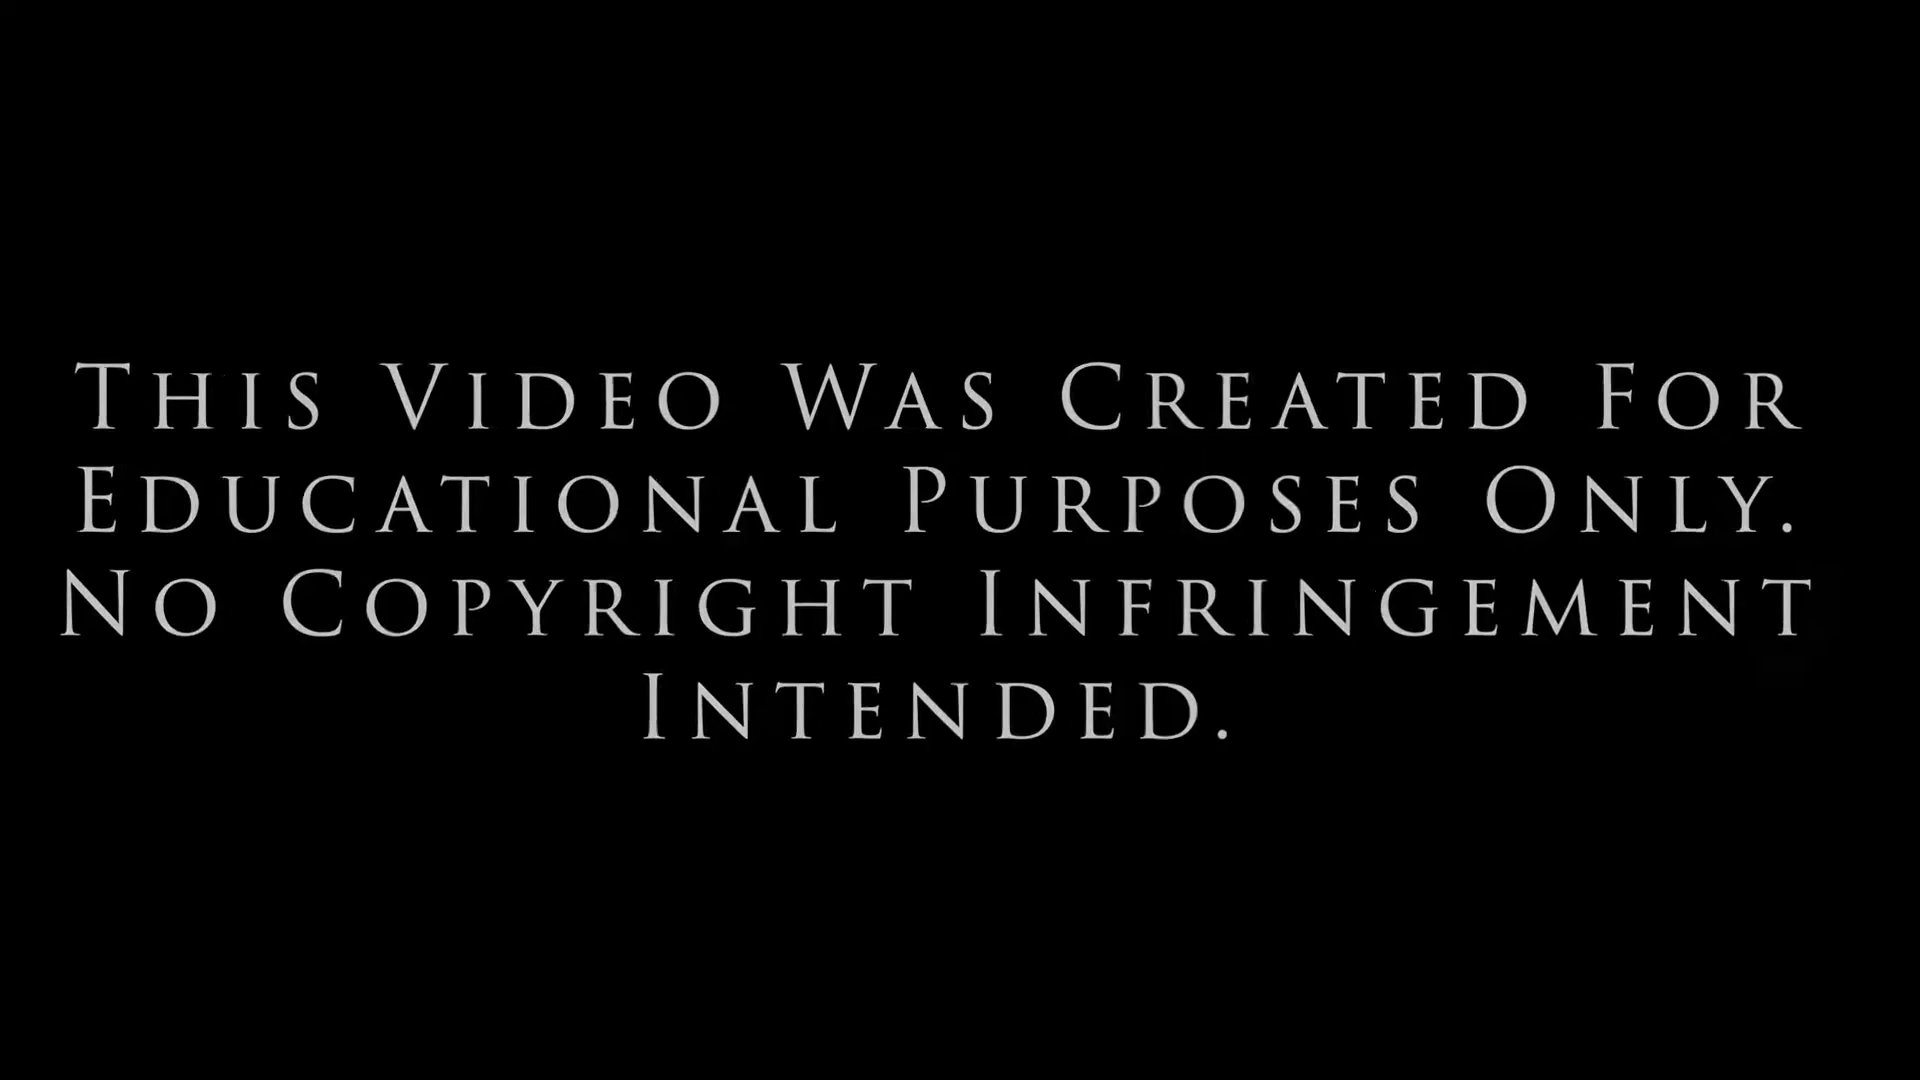 This Video Was Created For
Educational Purposes Only.
No Copyright Infringement
Intended.